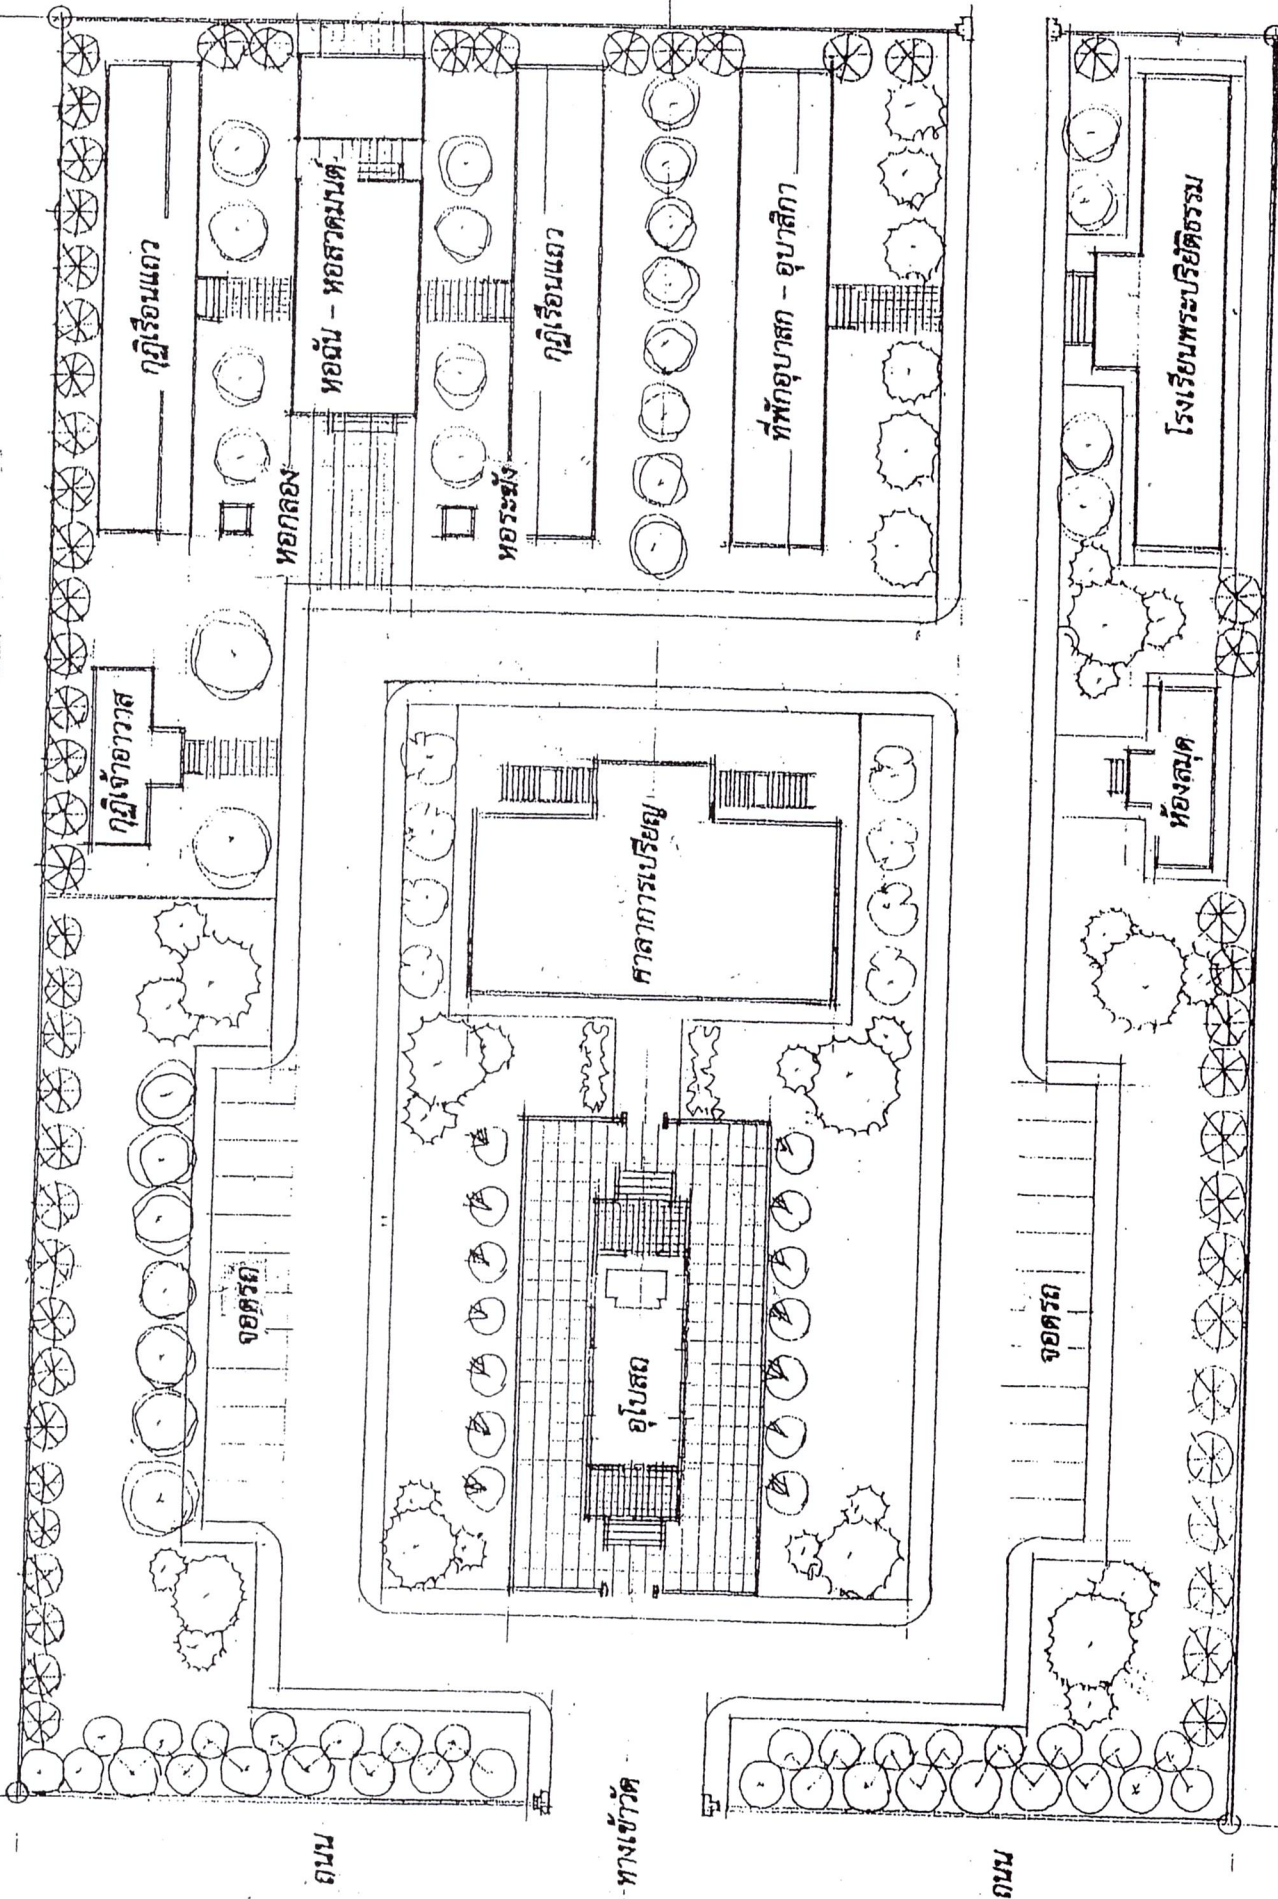 กุฏิเรือนแถว
หอฉัน - หอสวดมนต์
กุฏิเรือนแถว
ที่พักอุบาสก - อุบาสิกา
โรงเรียนพระปริยัติธรรม
หอกลอง
หอระฆัง
กุฏิเจ้าอาวาส
ศาลาการเปรียญ
ห้องสมุด
จอดรถ
อุโบสถ
จอดรถ
ถนน
ทางเข้าวัด
ถนน